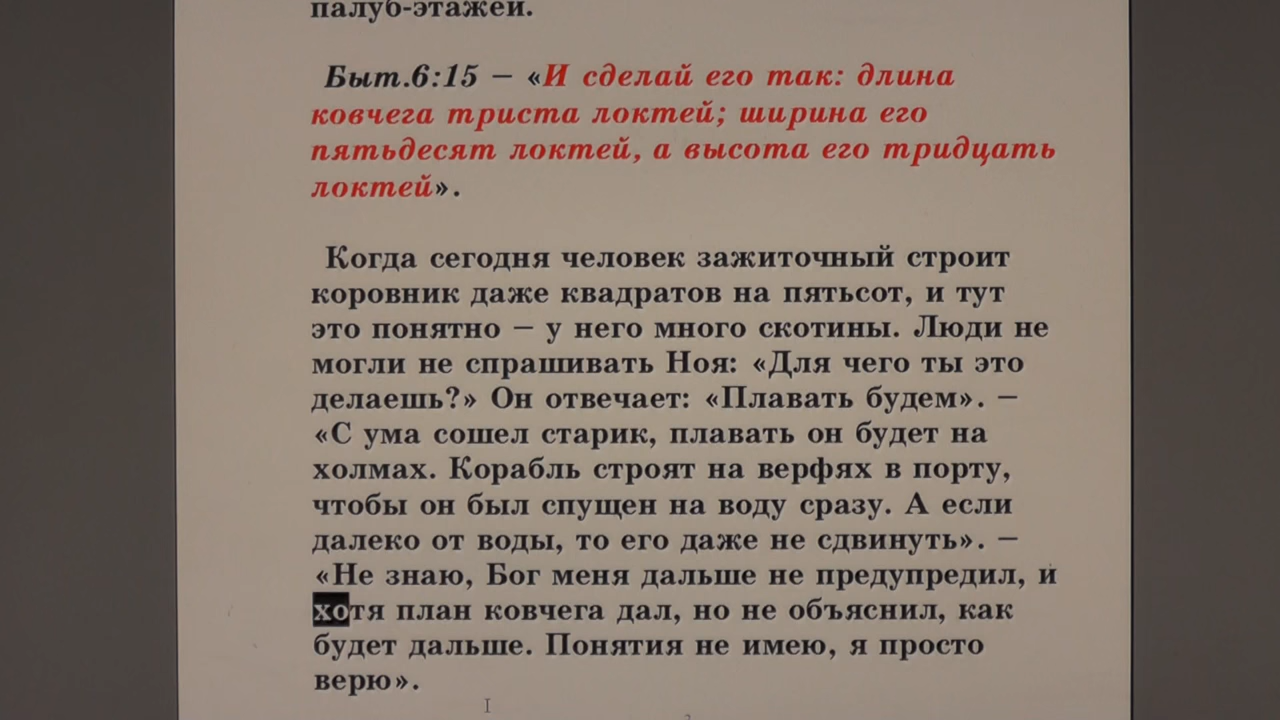 палуб-этажей.
Быт.6:15 – «И сделай его так: длина
ковчега триста локтей; ширина его
пятьдесят локтей, а высота его тридцать
локтей».
Когда сегодня человек зажиточный строит
коровник даже квадратов на пятьсот, и тут
это понятно – у него много скотины. Люди не
могли не спрашивать Ноя: «Для чего ты это
делаешь?» Он отвечает: «Плавать будем». –
«С ума сошел старик, плавать он будет на
холмах. Корабль строят на верфях в порту,
чтобы он был спущен на воду сразу. А если
далеко от воды, то его даже не сдвинуть». –
«Не знаю, Бог меня дальше не предупредил, и
хотя план ковчега дал, но не объяснил, как
будет дальше. Понятия не имею, я просто
верю».